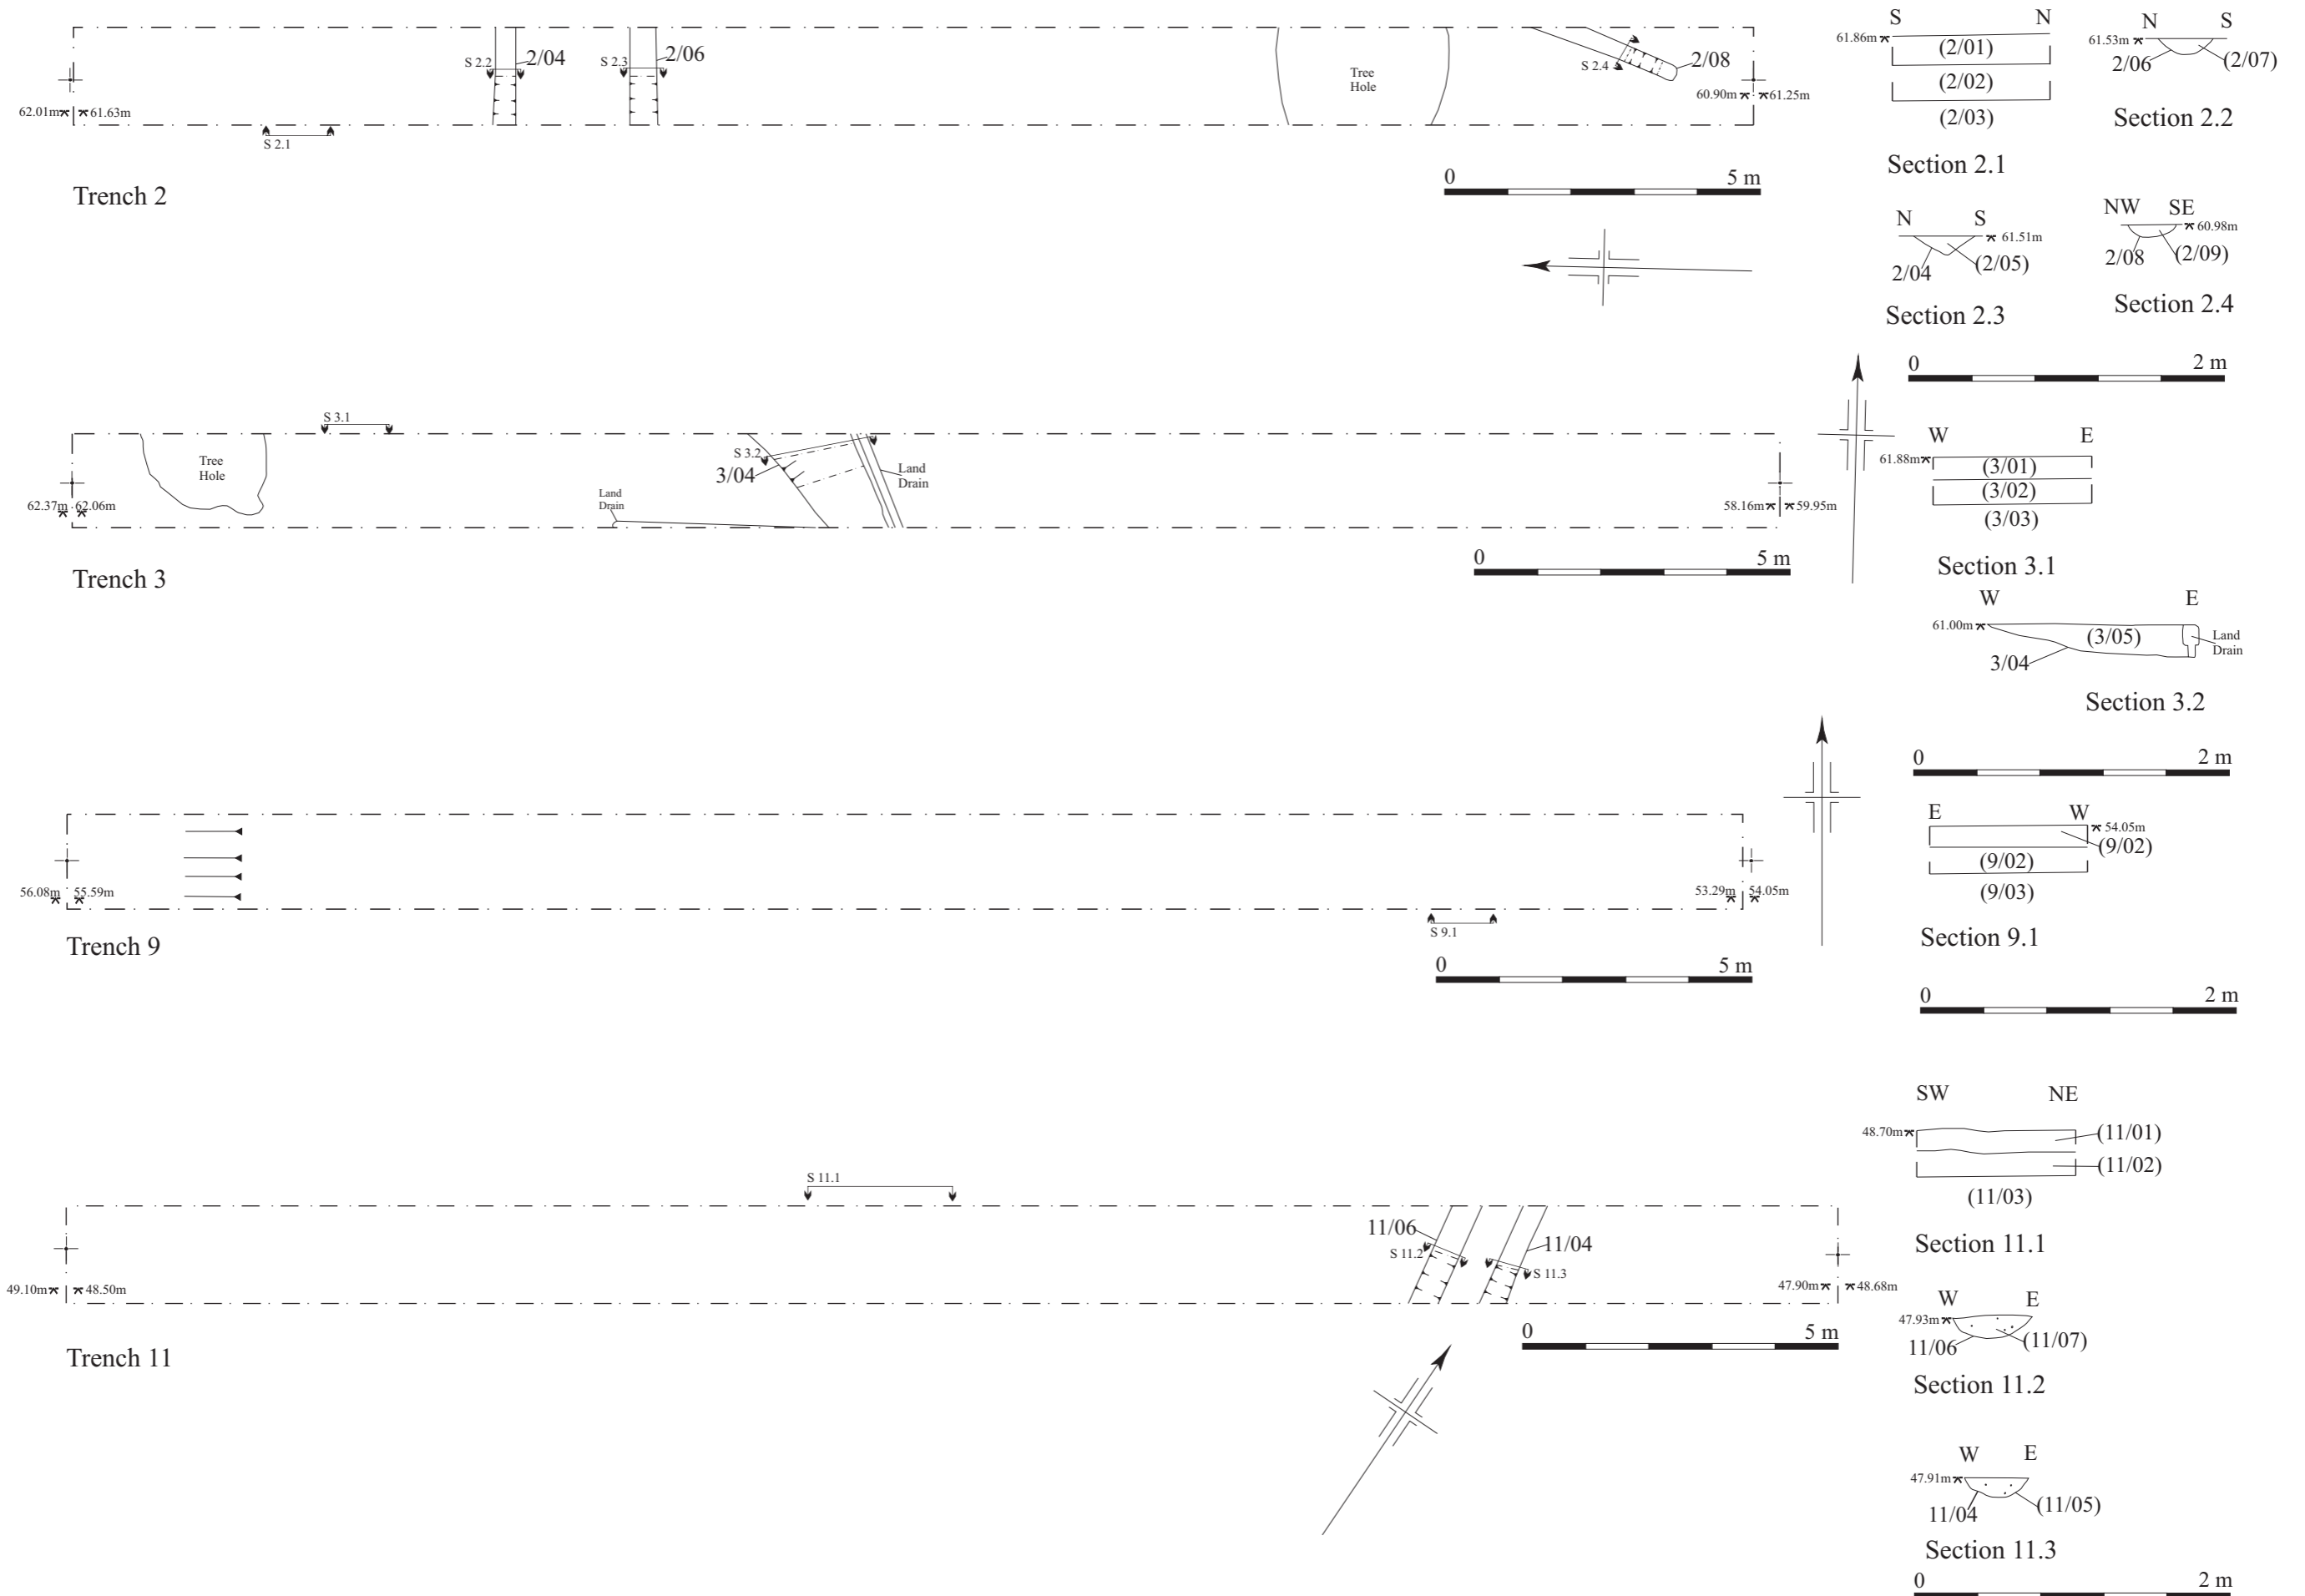 S 2.2
2/04
S 2.3
2/06
Tree
Hole
S 2.4
2/08
62.01m
61.63m
60.90m
61.25m
S 2.1
Trench 2
0
5 m
S
N
61.86m
(2/01)
(2/02)
(2/03)
Section 2.1
N
S
61.53m
2/06
(2/07)
Section 2.2
N
S
61.51m
2/04
(2/05)
Section 2.3
NW
SE
60.98m
2/08
(2/09)
Section 2.4
0
2 m
S 3.1
Tree
Hole
S 3.2
3/04
Land
Drain
Land
Drain
62.37m
62.06m
58.16m
59.95m
Trench 3
0
5 m
W
E
61.88m
(3/01)
(3/02)
(3/03)
Section 3.1
W
E
61.00m
(3/05)
Land
Drain
3/04
Section 3.2
0
2 m
56.08m
55.59m
53.29m
54.05m
S 9.1
Trench 9
0
5 m
E
W
54.05m
(9/02)
(9/02)
(9/03)
Section 9.1
0
2 m
S 11.1
11/06
S 11.2
11/04
S 11.3
49.10m
48.50m
47.90m
48.68m
Trench 11
0
5 m
SW
NE
48.70m
(11/01)
(11/02)
(11/03)
Section 11.1
W
E
47.93m
11/06
(11/07)
Section 11.2
W
E
47.91m
11/04
(11/05)
Section 11.3
0
2 m